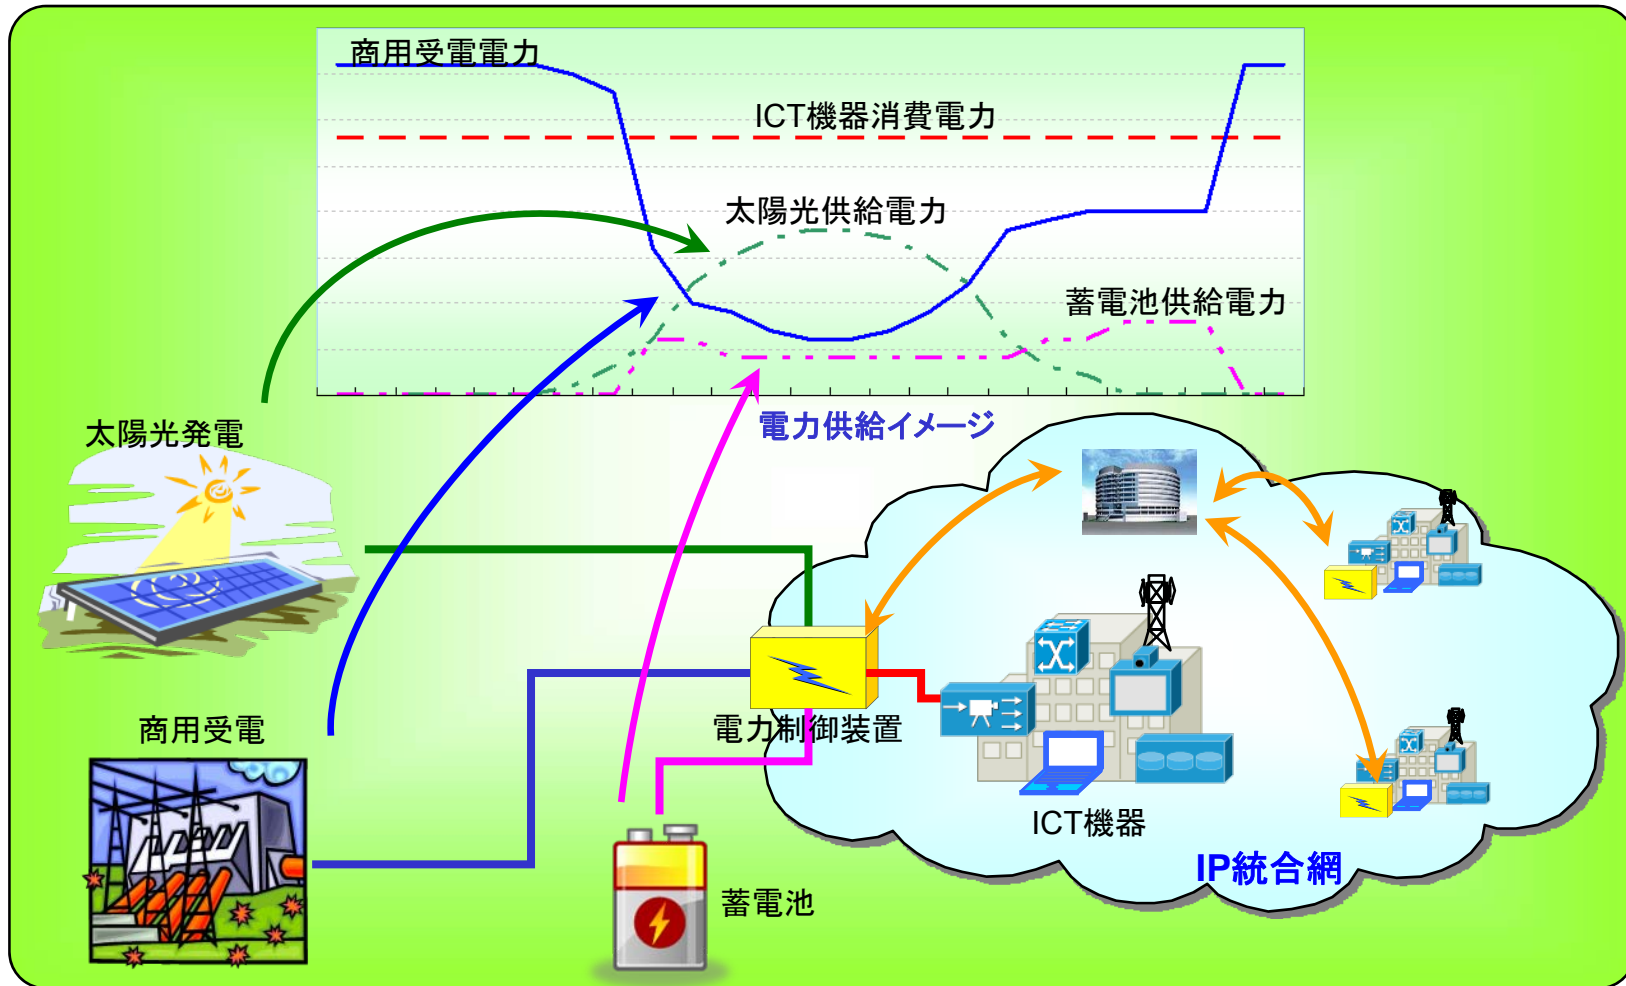 商用受電電力
ICT機器消費電力
太陽光供給電力
蓄電池供給電力
電力供給イメージ
太陽光発電
商用受電
電力制御装置
ICT機器
IP統合網
蓄電池